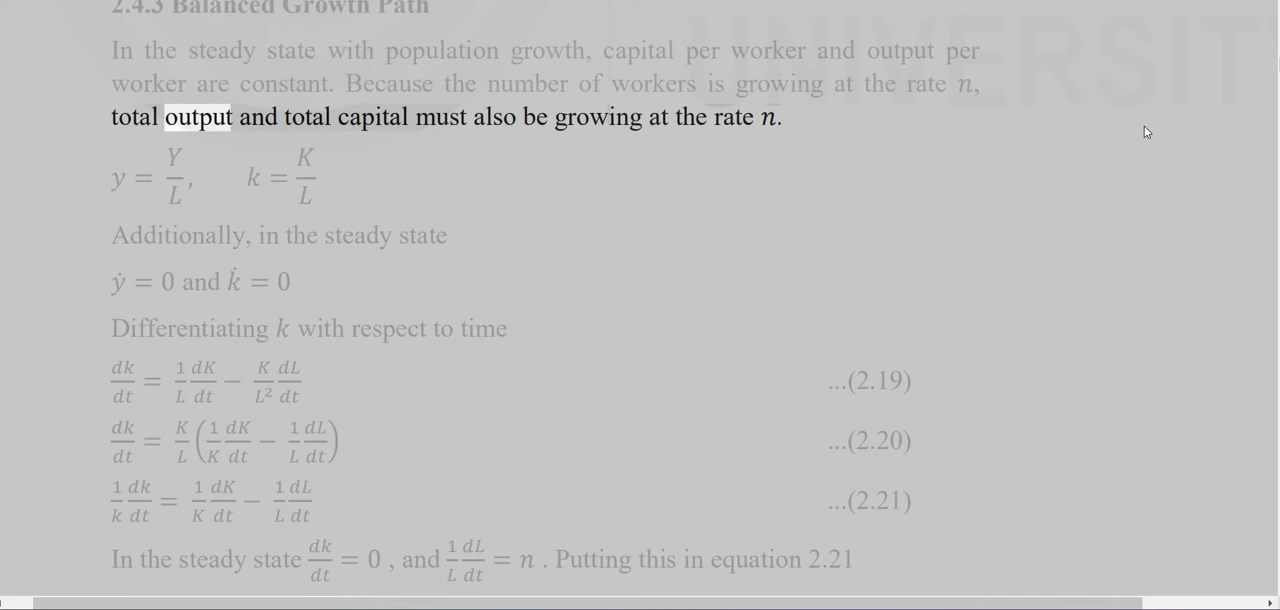 2.4.3 Balanced Growth Path
UNIVERSITY
In the steady state with population growth, capital per worker and output per
worker are constant. Because the number of workers is growing at the rate n,
total output and total capital must also be growing at the rate n.
y = Y/L, k = K/L
Additionally, in the steady state
ẏ = 0 and k̇ = 0
Differentiating k with respect to time
dk/dt = 1/L dK/dt − K/L² dL/dt ...(2.19)
dk/dt = K/L (1/K dK/dt − 1/L dL/dt) ...(2.20)
1/k dk/dt = 1/K dK/dt − 1/L dL/dt ...(2.21)
In the steady state dk/dt = 0 , and 1/L dL/dt = n . Putting this in equation 2.21